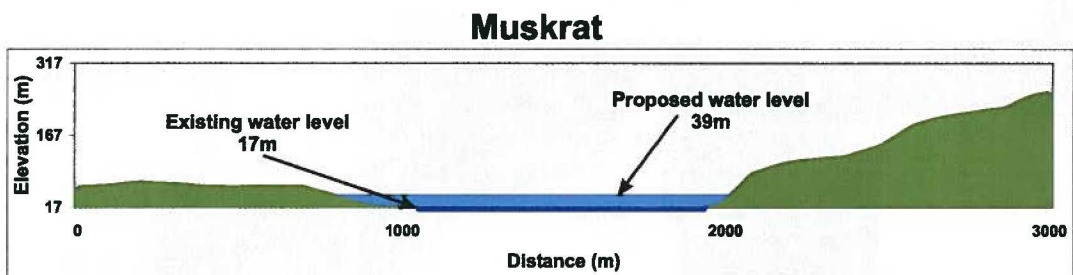 Muskrat
Elevation (m)
317
167
17
Existing water level
17m
Proposed water level
39m
0
1000
2000
3000
Distance (m)